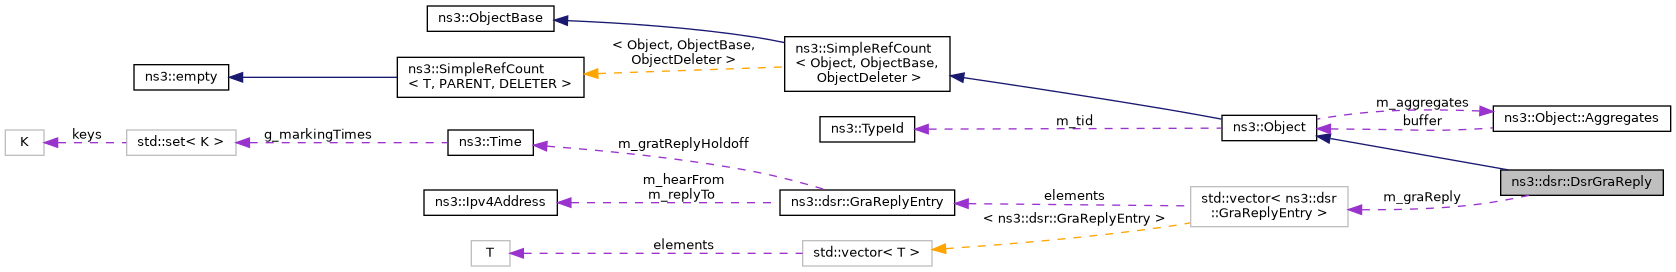 ns3::ObjectBase
< Object, ObjectBase,
ObjectDeleter >
ns3::SimpleRefCount
< Object, ObjectBase,
ObjectDeleter >
ns3::empty
ns3::SimpleRefCount
< T, PARENT, DELETER >
m_aggregates
buffer
ns3::Object::Aggregates
ns3::TypeId
m_tid
ns3::Object
K
keys
std::set< K >
g_markingTimes
ns3::Time
m_gratReplyHoldoff
ns3::dsr::DsrGraReply
m_hearFrom
m_replyTo
ns3::Ipv4Address
ns3::dsr::GraReplyEntry
elements
std::vector< ns3::dsr
::GraReplyEntry >
m_graReply
< ns3::dsr::GraReplyEntry >
T
elements
std::vector< T >